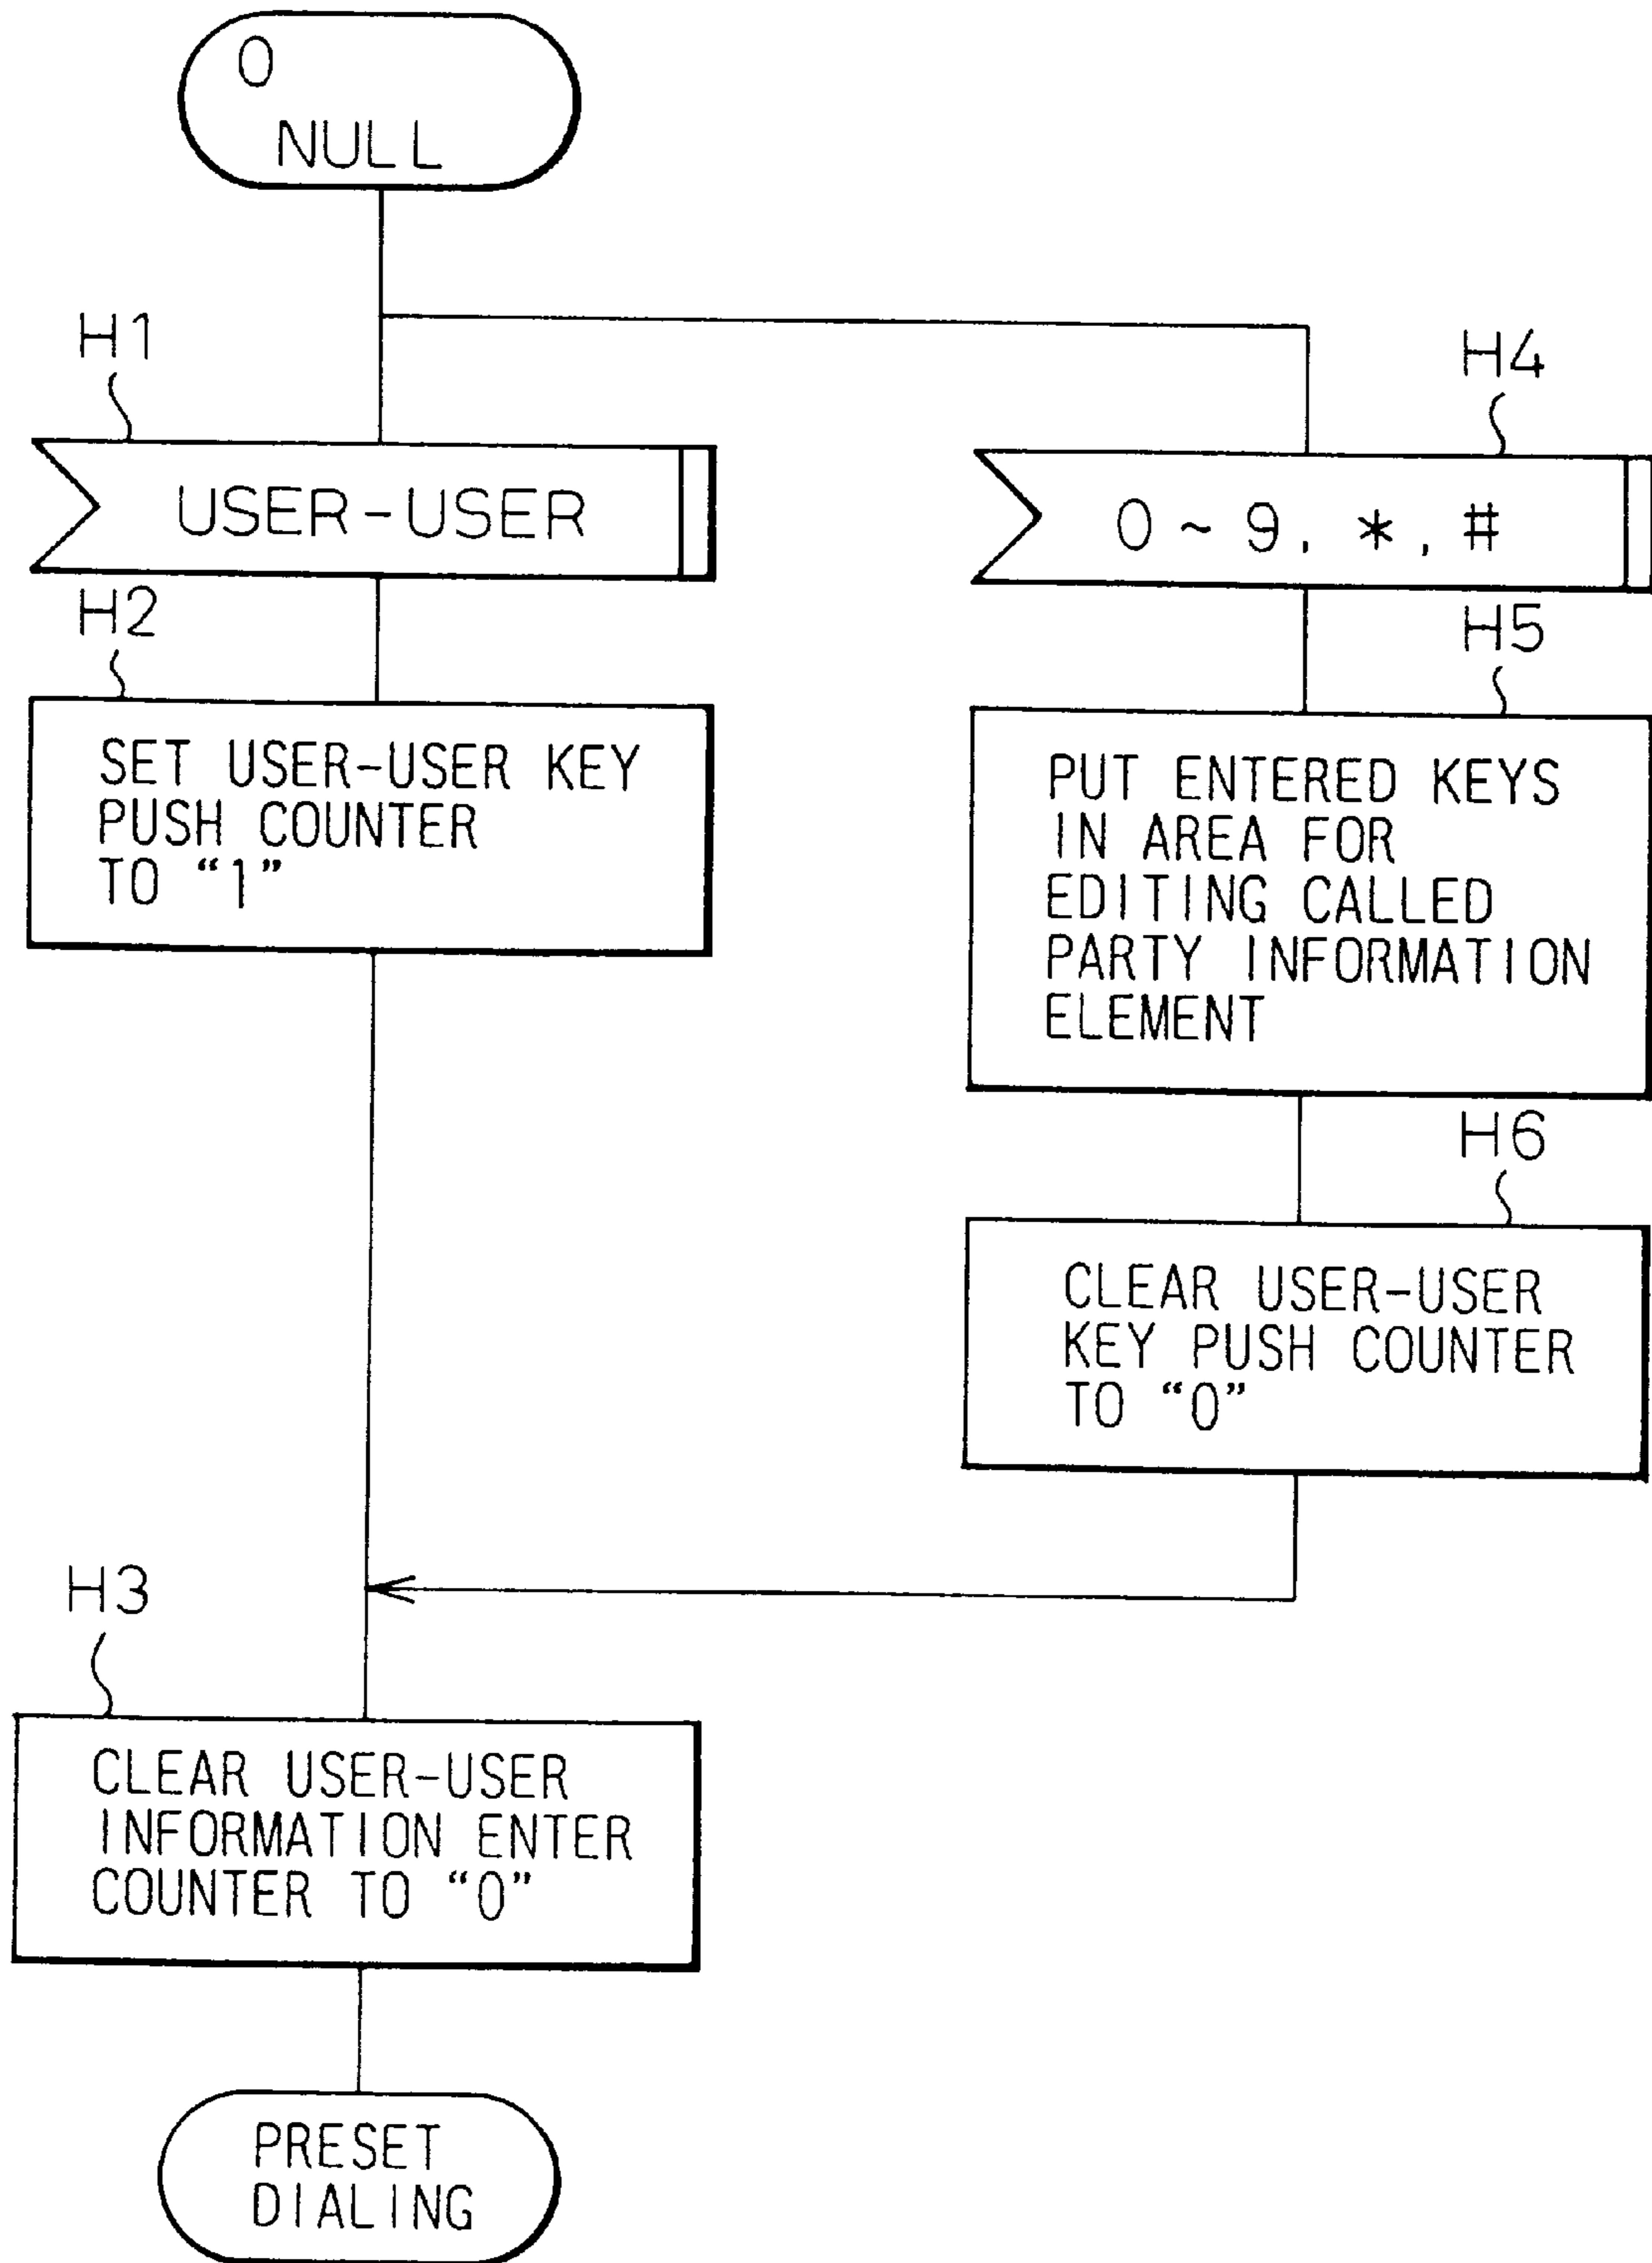 0
NULL
H1
USER-USER
H2
SET USER-USER KEY
PUSH COUNTER
TO “1”
H4
0 ~ 9, *, #
H5
PUT ENTERED KEYS
IN AREA FOR
EDITING CALLED
PARTY INFORMATION
ELEMENT
H6
CLEAR USER-USER
KEY PUSH COUNTER
TO “0”
H3
CLEAR USER-USER
INFORMATION ENTER
COUNTER TO “0”
PRESET
DIALING